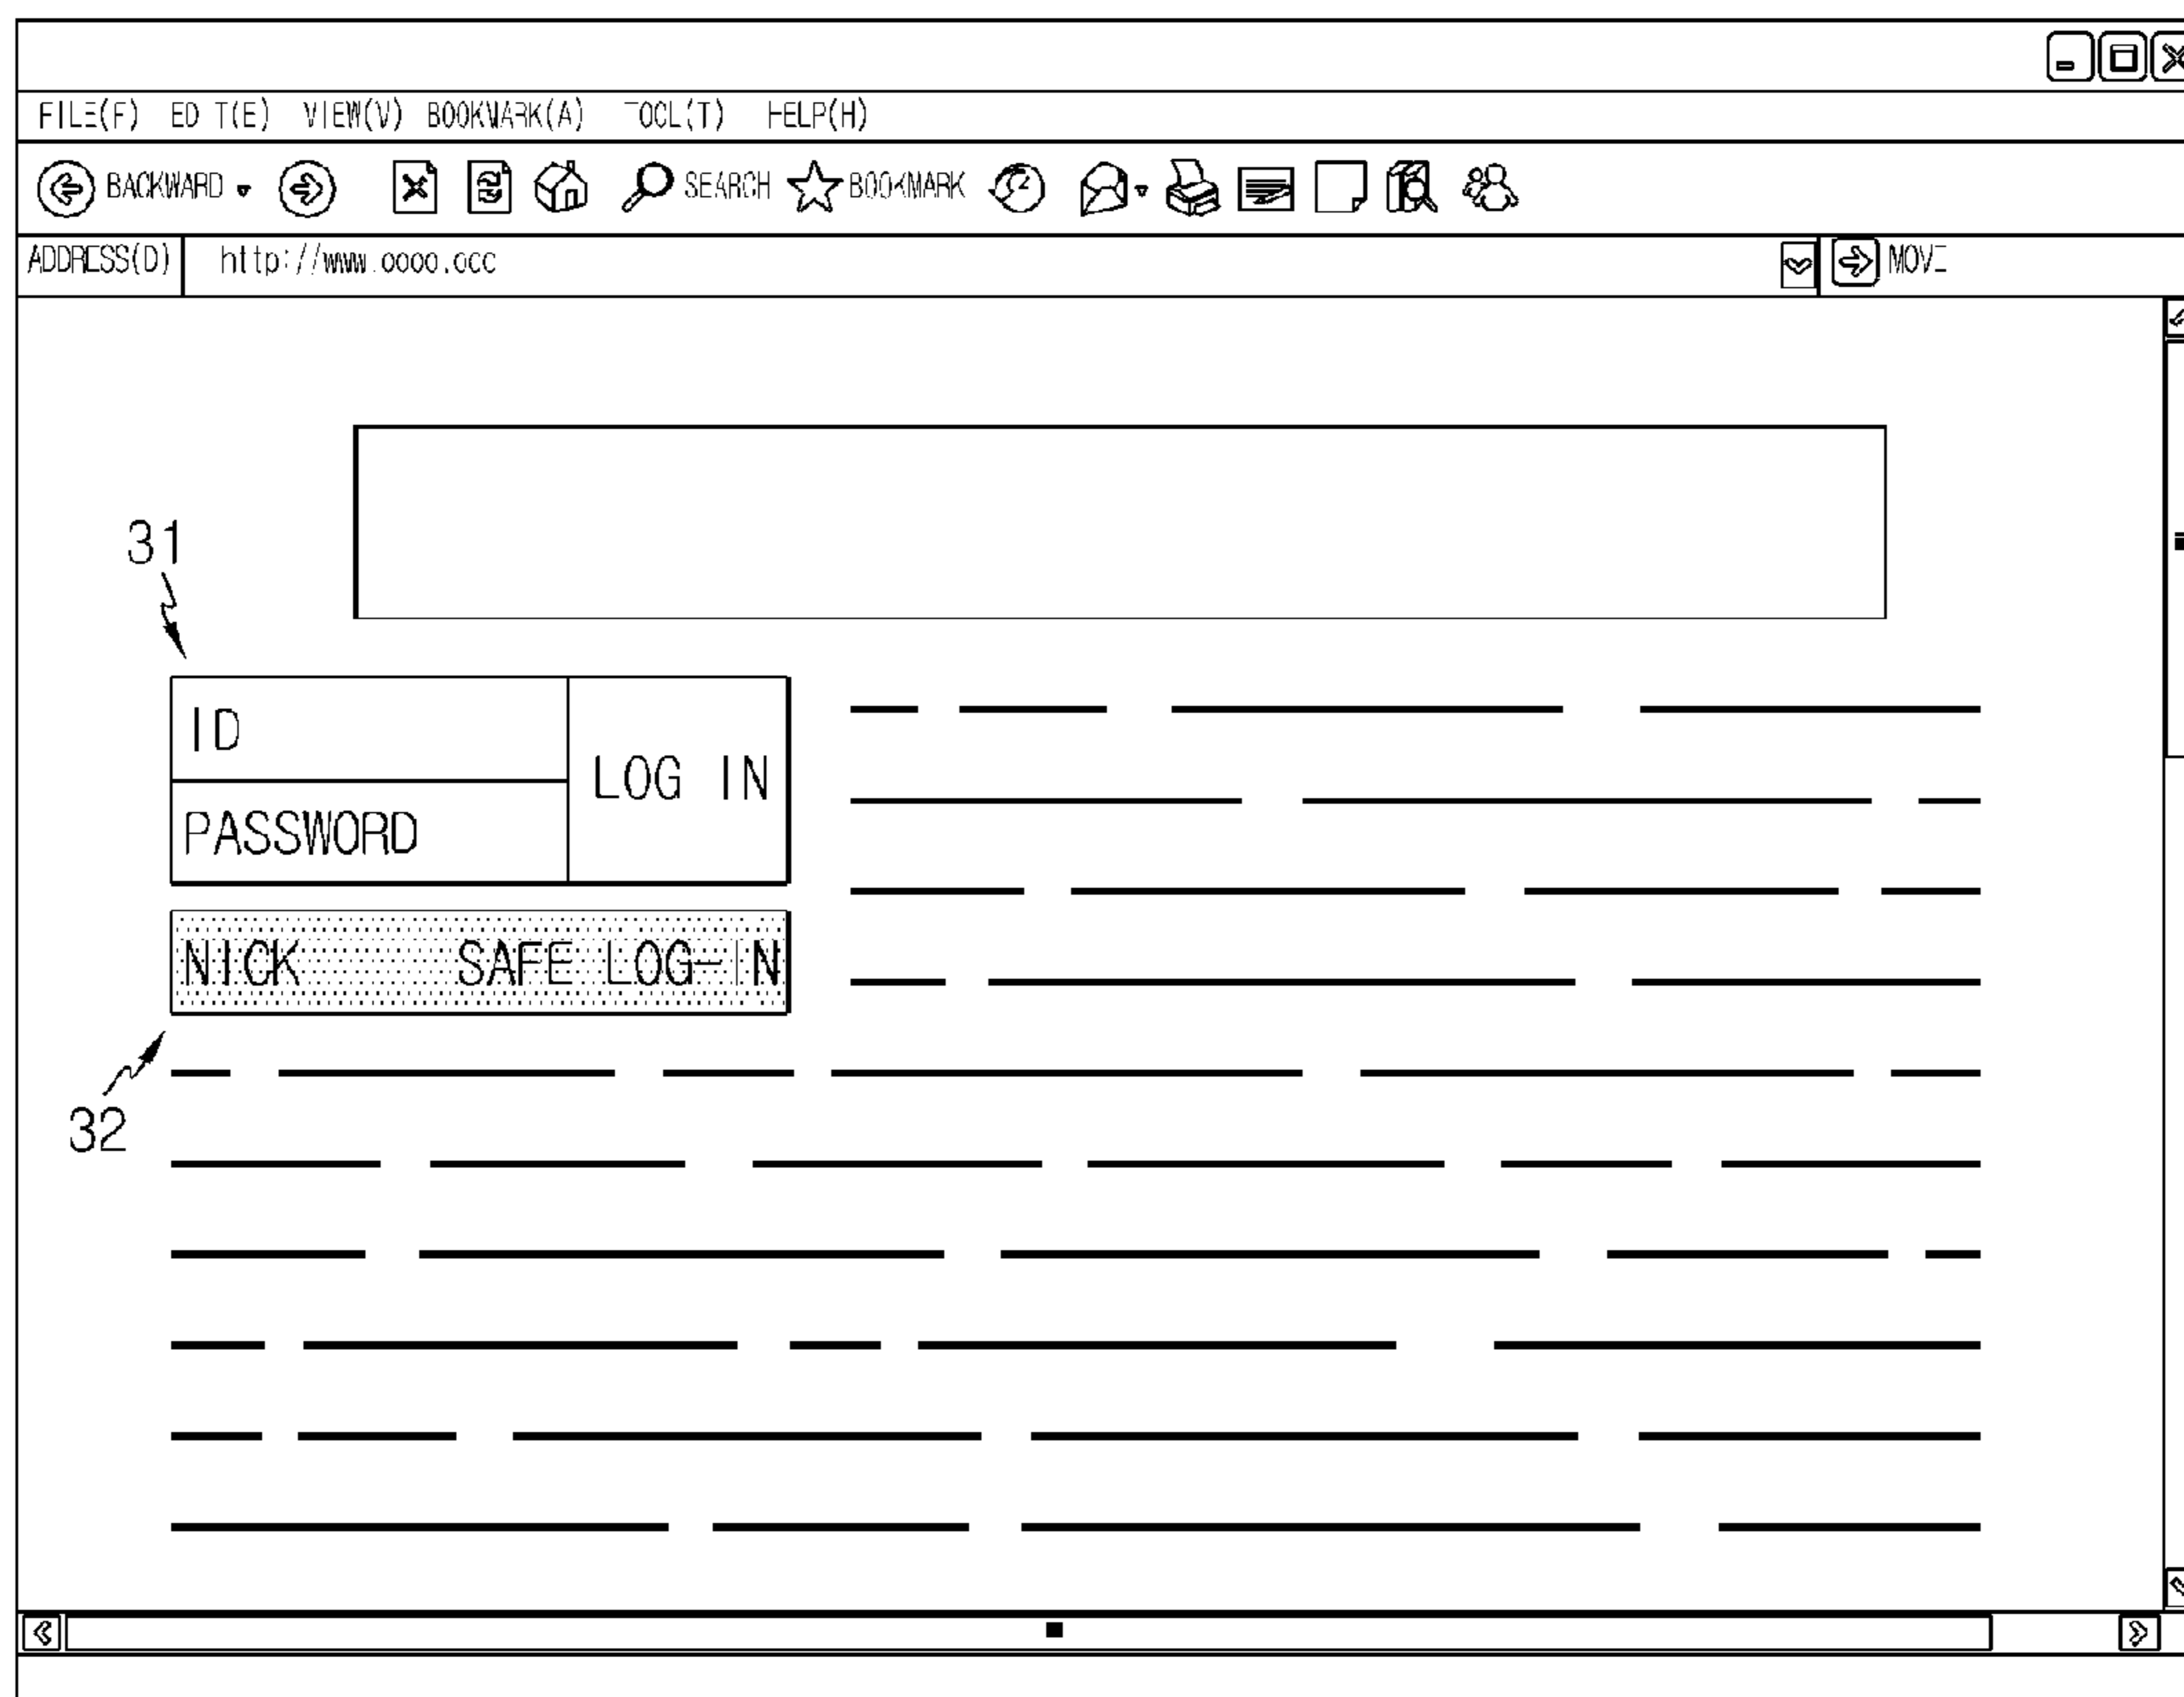 FILE(F) EDIT(E) VIEW(V) BOOKMARK(A) TOOL(T) HELP(H)
BACKWARD SEARCH BOOKMARK
ADDRESS(D) http://www.oooo.ooo MOVE
31
ID
LOG IN
PASSWORD
NICK SAFE LOG-IN
32